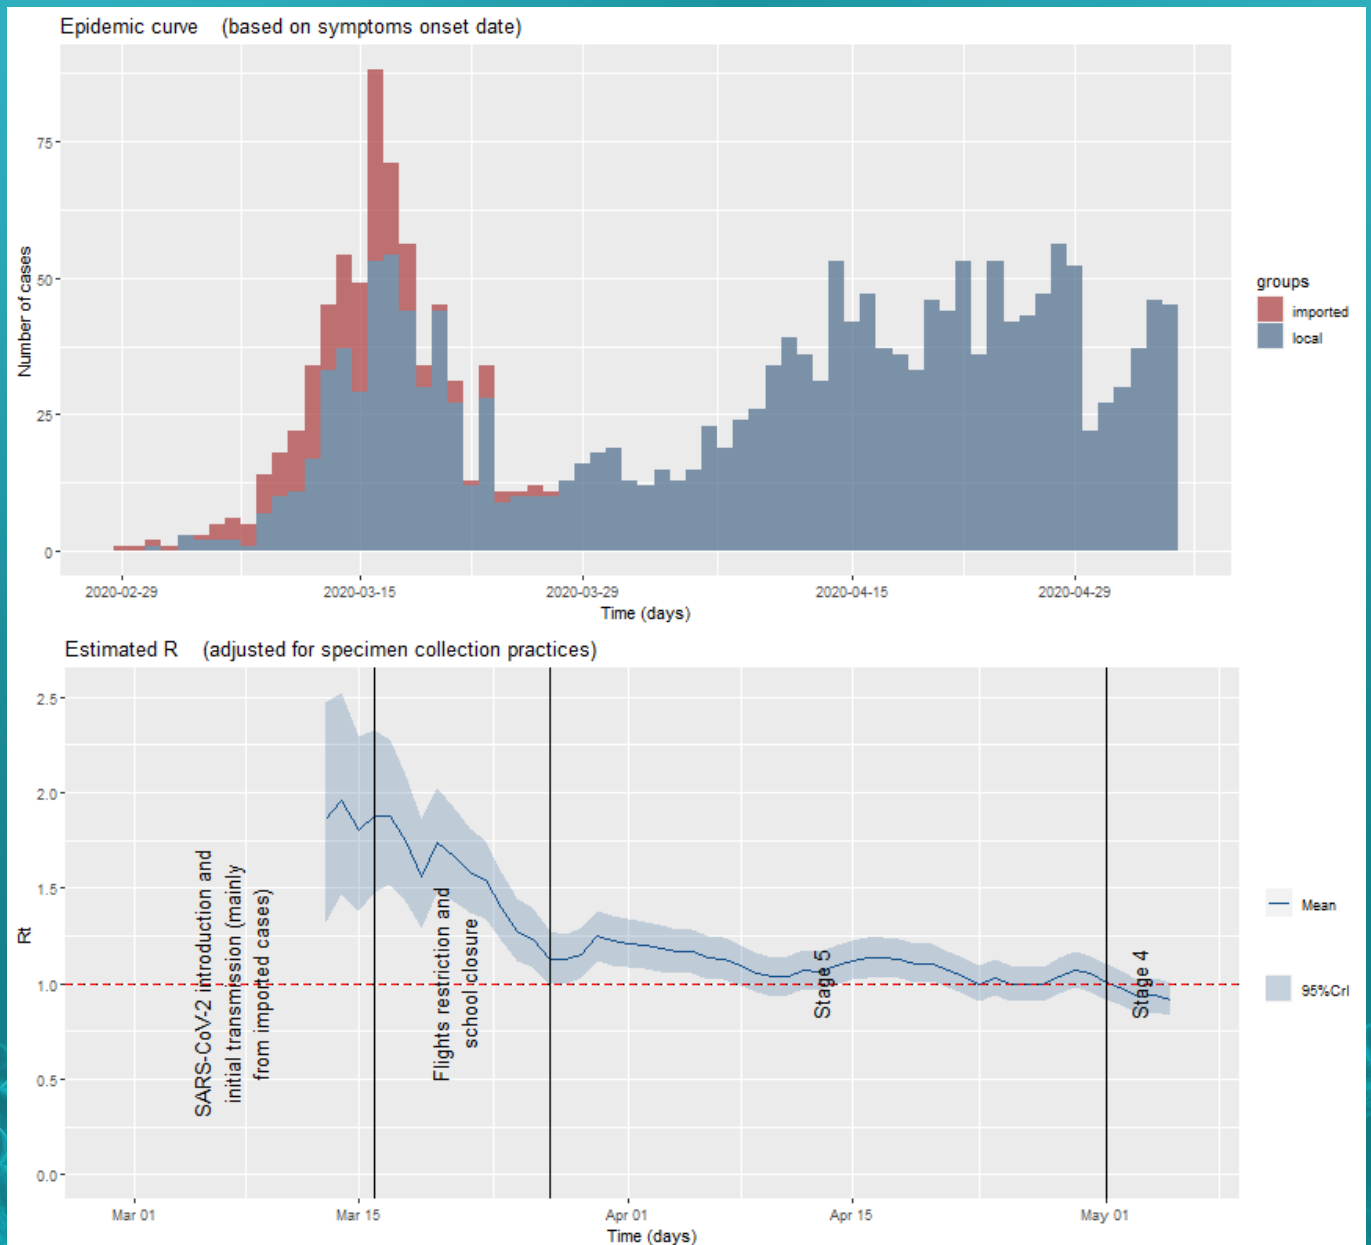 Epidemic curve (based on symptoms onset date)
Number of cases
75
50
25
0
2020-02-29
2020-03-15
2020-03-29
2020-04-15
2020-04-29
Time (days)
groups
imported
local
Estimated R (adjusted for specimen collection practices)
Rt
2.5
2.0
1.5
1.0
0.5
0.0
SARS-CoV-2 introduction and
initial transmission (mainly
from imported cases)
Flights restriction and
school closure
Stage 5
Stage 4
Mar 01
Mar 15
Apr 01
Apr 15
May 01
Time (days)
Mean
95%CrI